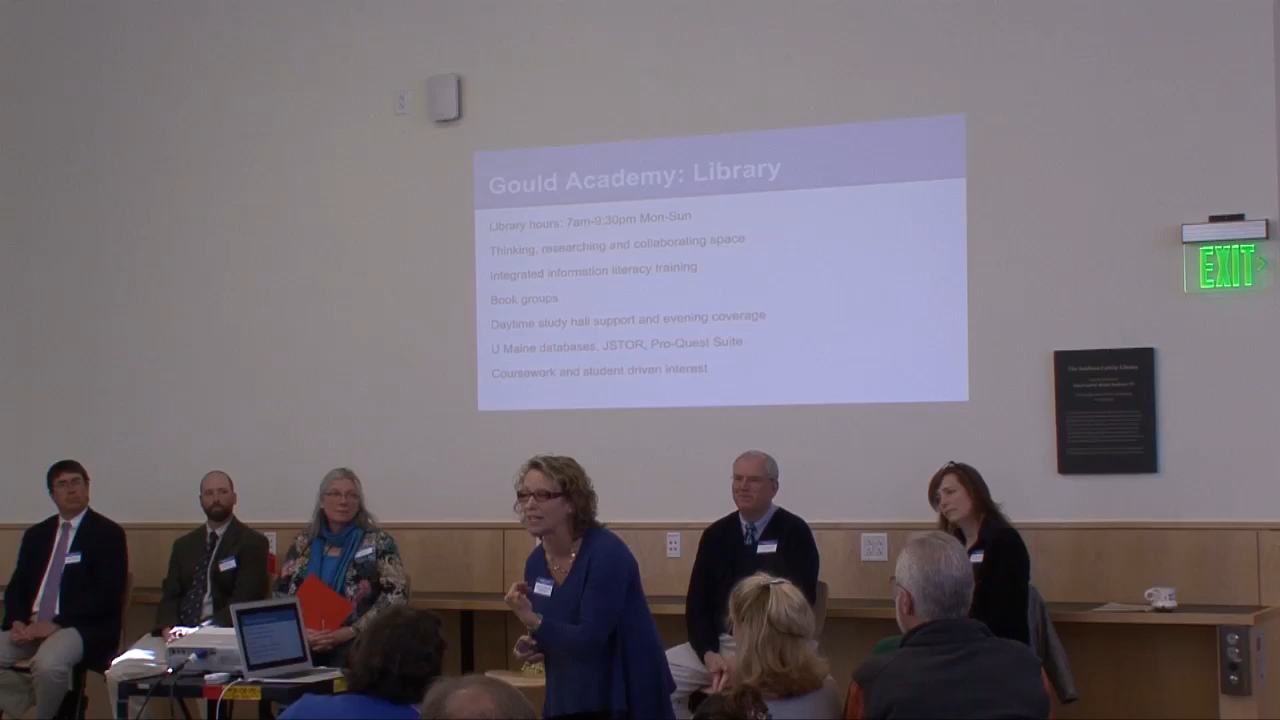 Gould Academy: Library
Library hours: 7am-9:30pm Mon-Sun
Thinking, researching and collaborating space
Integrated information literacy training
Book groups
Daytime study hall support and evening coverage
U Maine databases, JSTOR, Pro-Quest Suite
Coursework and student driven interest
EXIT
Family Library